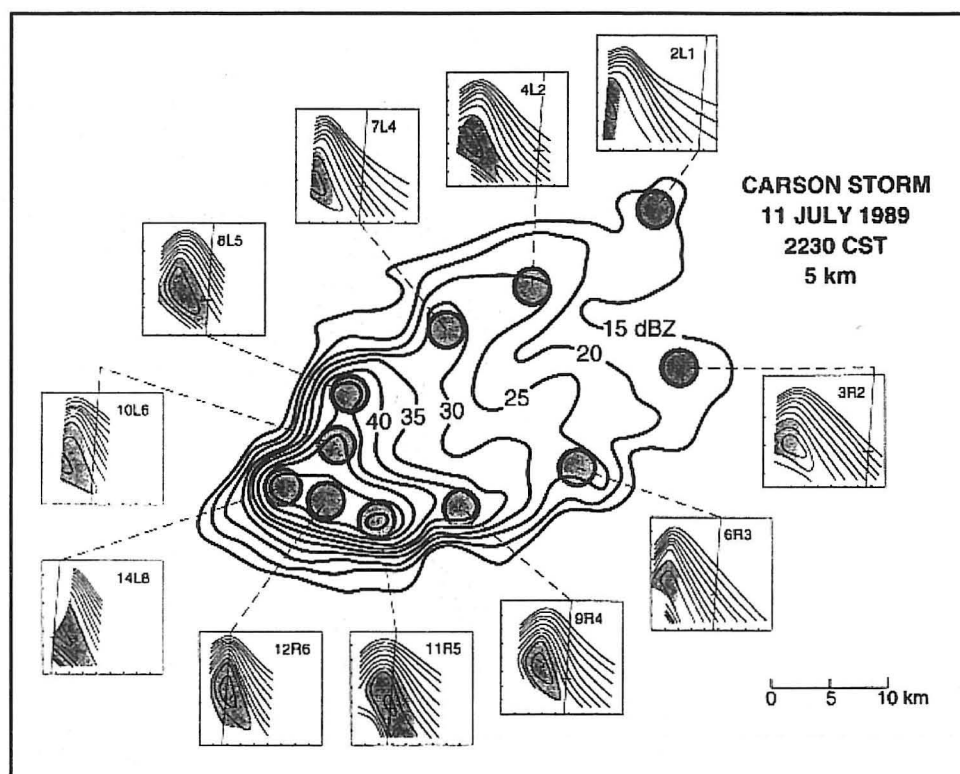 2L1
4L2
7L4
CARSON STORM
11 JULY 1989
2230 CST
5 km
8L5
15 dBZ
20
25
30
35
40
3R2
10L6
6R3
14L8
9R4
12R6
11R5
0 5 10 km